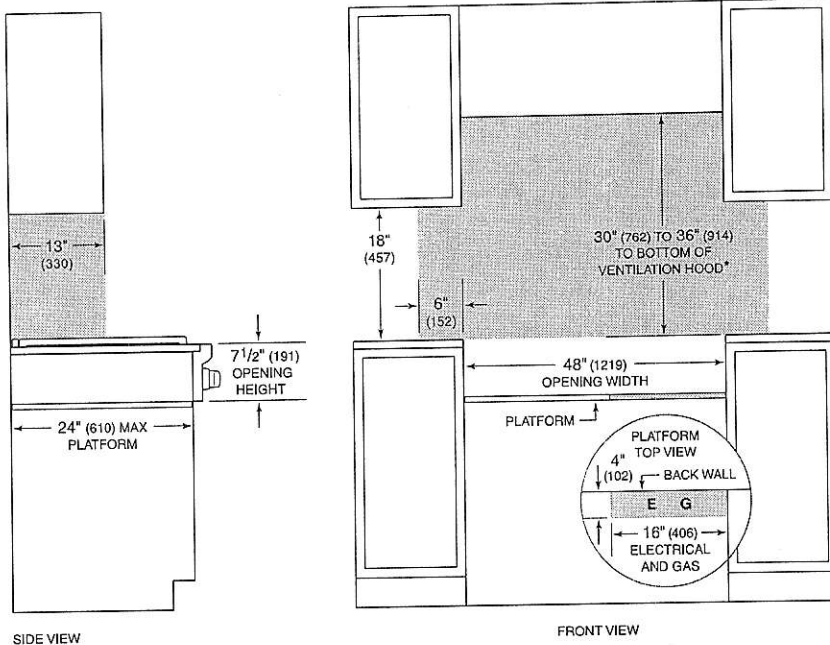 13"
(330)
7 1/2" (191)
OPENING
HEIGHT
24" (610) MAX
PLATFORM
SIDE VIEW
18"
(457)
30" (762) TO 36" (914)
TO BOTTOM OF
VENTILATION HOOD*
6"
(152)
48" (1219)
OPENING WIDTH
PLATFORM
PLATFORM
TOP VIEW
4"
(102)
BACK WALL
E G
16" (406)
ELECTRICAL
AND GAS
FRONT VIEW